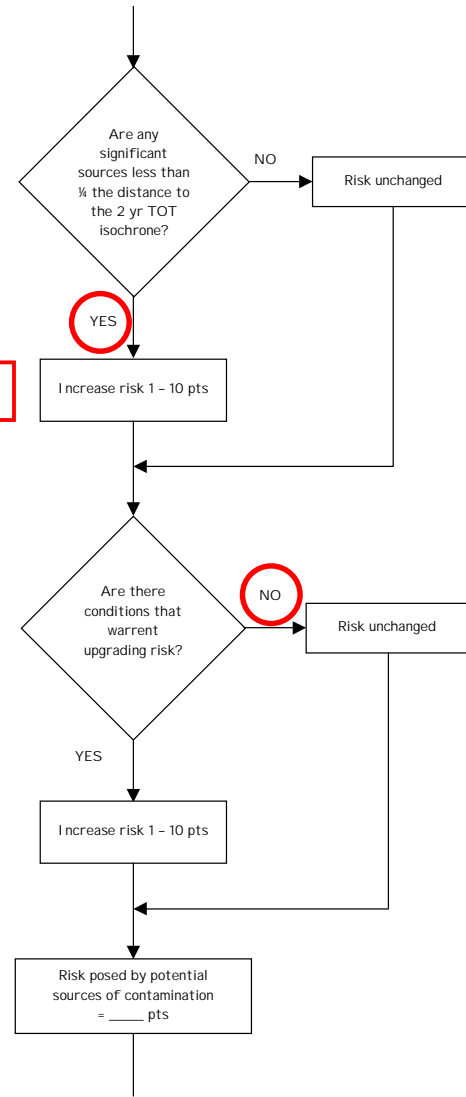 Are any
significant
sources less than
¼ the distance to
the 2 yr TOT
isochrone?
NO
Risk unchanged
YES
Increase risk 1 – 10 pts
Are there
conditions that
warrent
upgrading risk?
NO
Risk unchanged
YES
Increase risk 1 – 10 pts
Risk posed by potential
sources of contamination
= _____ pts